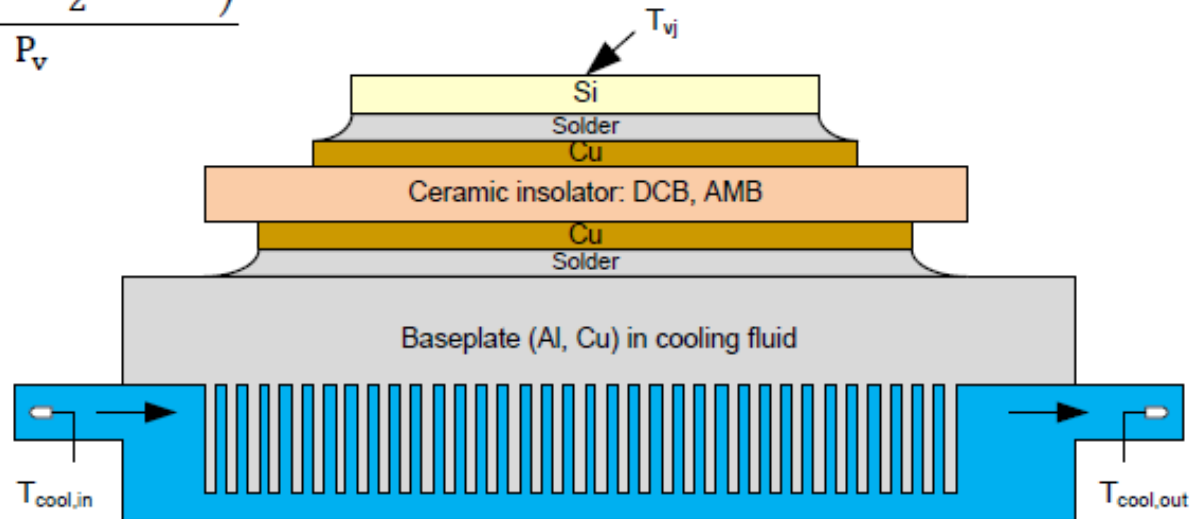 2 )
P_v
T_vj
Si
Solder
Cu
Ceramic insolator: DCB, AMB
Cu
Solder
Baseplate (Al, Cu) in cooling fluid
T_cool,in
T_cool,out